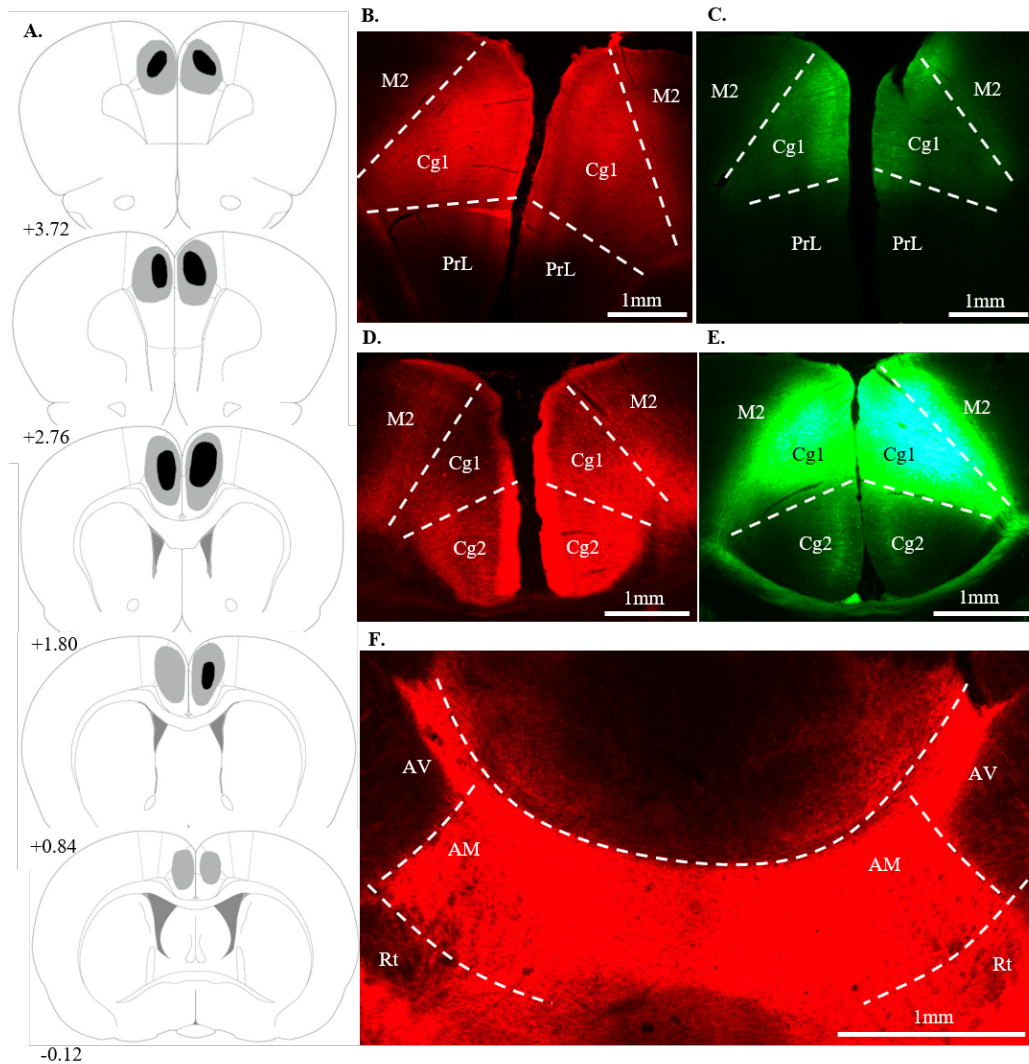 A.
+3.72
+2.76
+1.80
+0.84
-0.12
B.
M2
M2
Cg1
Cg1
PrL
PrL
1mm
C.
M2
M2
Cg1
Cg1
PrL
PrL
1mm
D.
M2
M2
Cg1
Cg1
Cg2
Cg2
1mm
E.
M2
M2
Cg1
Cg1
Cg2
Cg2
1mm
F.
AV
AV
AM
AM
Rt
Rt
1mm